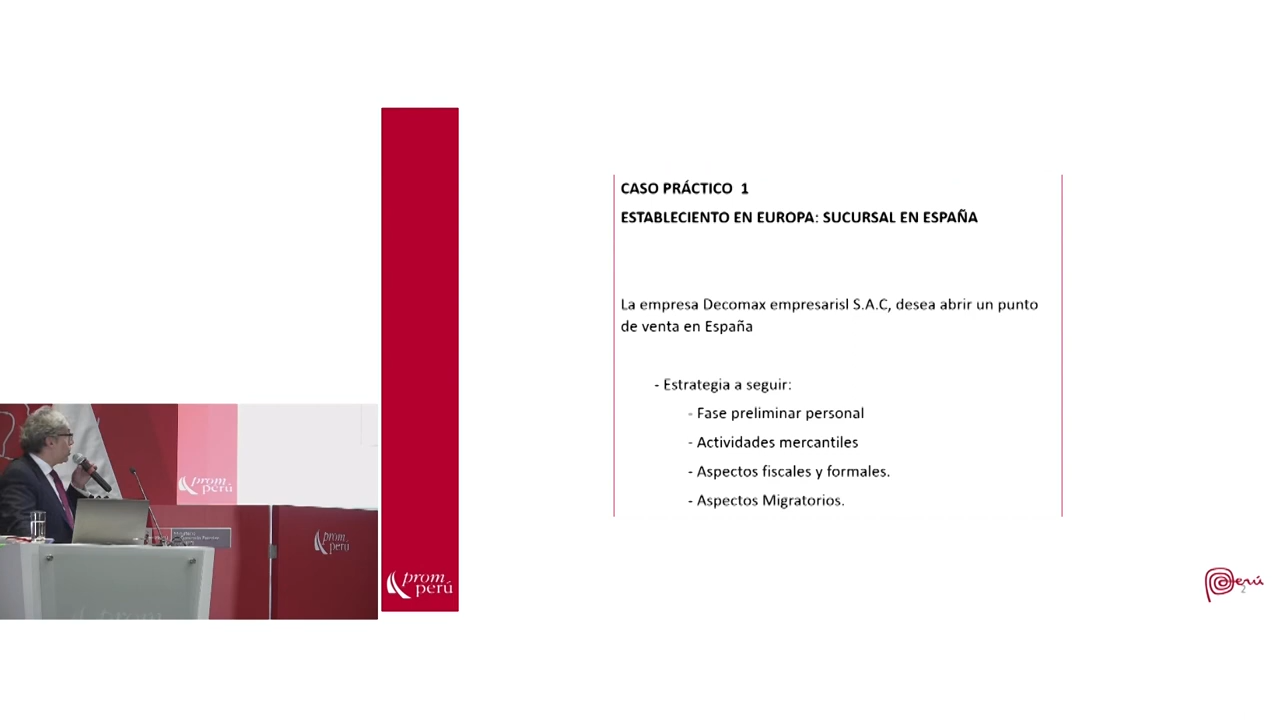 CASO PRÁCTICO 1
ESTABLECIENTO EN EUROPA: SUCURSAL EN ESPAÑA
La empresa Decomax empresarisl S.A.C, desea abrir un punto
de venta en España
- Estrategia a seguir:
- Fase preliminar personal
- Actividades mercantiles
- Aspectos fiscales y formales.
- Aspectos Migratorios.
prom
perú
prom
perú
prom
perú
Perú
2